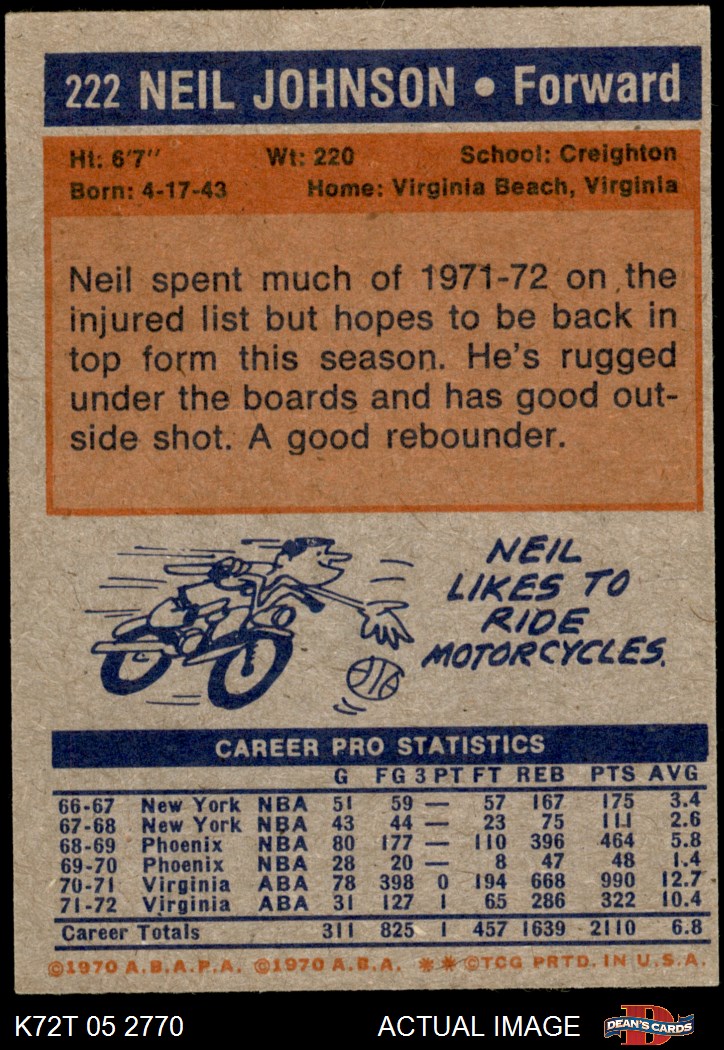 222 NEIL JOHNSON • Forward
Ht: 6'7" Wt: 220 School: Creighton
Born: 4-17-43 Home: Virginia Beach, Virginia
Neil spent much of 1971-72 on the
injured list but hopes to be back in
top form this season. He's rugged
under the boards and has good out-
side shot. A good rebounder.
NEIL
LIKES TO
RIDE
MOTORCYCLES.
CAREER PRO STATISTICS
G FG 3 PT FT REB PTS AVG
66-67 New York NBA 51 59 — 57 167 175 3.4
67-68 New York NBA 43 44 — 23 75 111 2.6
68-69 Phoenix NBA 80 177 — 110 396 464 5.8
69-70 Phoenix NBA 28 20 — 8 47 48 1.4
70-71 Virginia ABA 78 398 0 194 668 990 12.7
71-72 Virginia ABA 31 127 1 65 286 322 10.4
Career Totals 311 825 1 457 1639 2110 6.8
©1970 A.B.A.P.A. ©1970 A.B.A. ** ©TCG PRTD. IN U.S.A.
K72T 05 2770 ACTUAL IMAGE D DEAN'S CARDS